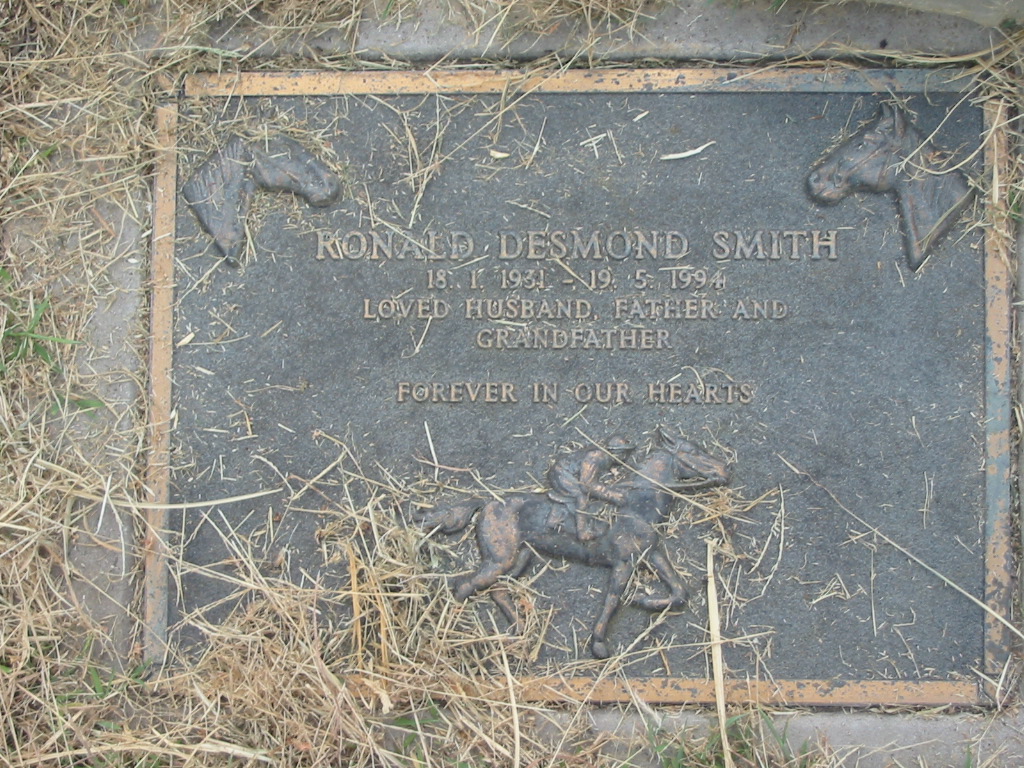 RONALD DESMOND SMITH
18. 1. 1931 - 19. 5. 1994
LOVED HUSBAND, FATHER AND
GRANDFATHER
FOREVER IN OUR HEARTS